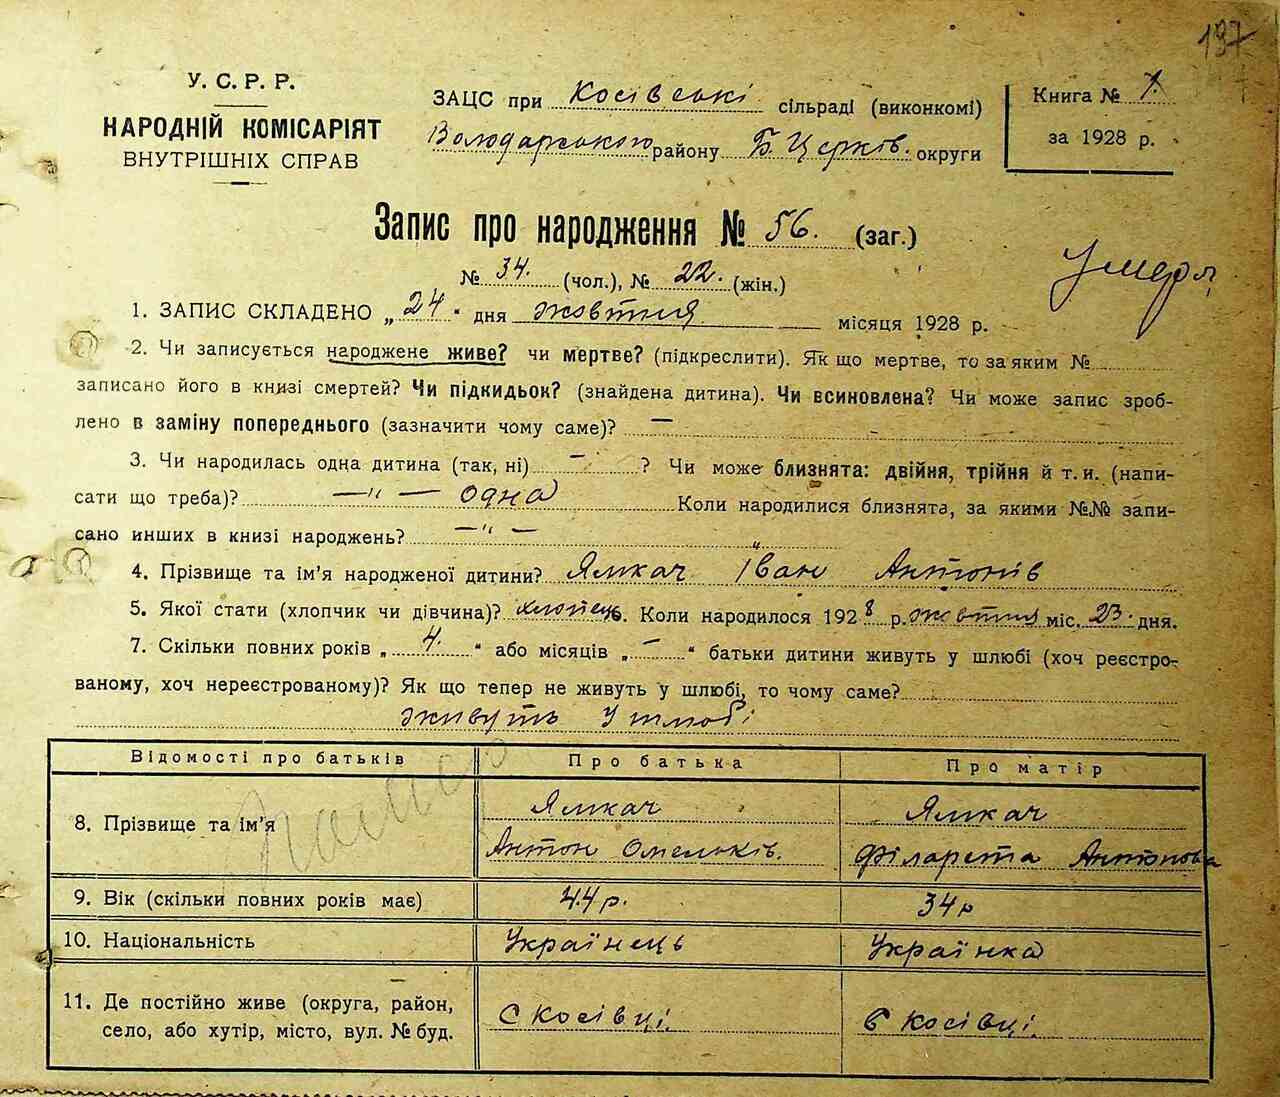 197
У. С. Р. Р.
НАРОДНІЙ КОМІСАРІЯТ
ВНУТРІШНІХ СПРАВ
ЗАЦС при Косівські сільраді (виконкомі)
Володарського району Б. Церків. округи
Книга №
за 1928 р.
Запис про народження № 56. (заг.)
№ 34. (чол.), № 22. (жін.)
Умер
1. ЗАПИС СКЛАДЕНО „24“ дня жовтня місяця 1928 р.
2. Чи записується народжене живе? чи мертве? (підкреслити). Як що мертве, то за яким №
записано його в книзі смертей? Чи підкидьок? (знайдена дитина). Чи всиновлена? Чи може запис зроб-
лено в заміну попереднього (зазначити чому саме)? —
3. Чи народилась одна дитина (так, ні) — ? Чи може близнята: двійня, трійня й т. и. (напи-
сати що треба)? —„— одна Коли народилися близнята, за якими №№ запи-
сано инших в книзі народжень? —„—
4. Прізвище та ім'я народженої дитини? Ямкач Іван Антонів
5. Якої стати (хлопчик чи дівчина)? хлопець. Коли народилося 1928 р. жовтня міс. 23 дня.
7. Скільки повних років „4.“ або місяців „—“ батьки дитини живуть у шлюбі (хоч реєстро-
ваному, хоч нереєстрованому)? Як що тепер не живуть у шлюбі, то чому саме?
живуть у шлюбі
Відомості про батьків Про батька Про матір
8. Прізвище та ім'я Ямкач Антон Омельків. Ямкач Філарета Антонова
9. Вік (скільки повних років має) 44 р. 34 р
10. Національність Українець Українка
11. Де постійно живе (округа, район,
село, або хутір, місто, вул. № буд.
с Косівці. в Косівці.